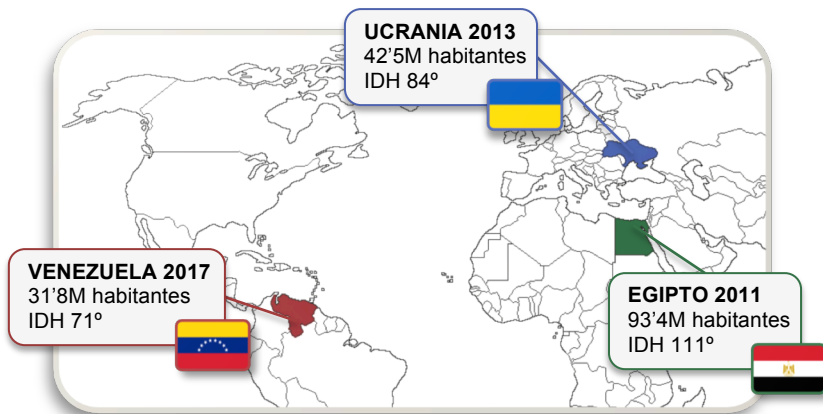 UCRANIA 2013
42'5M habitantes
IDH 84º
VENEZUELA 2017
31'8M habitantes
IDH 71º
EGIPTO 2011
93'4M habitantes
IDH 111º